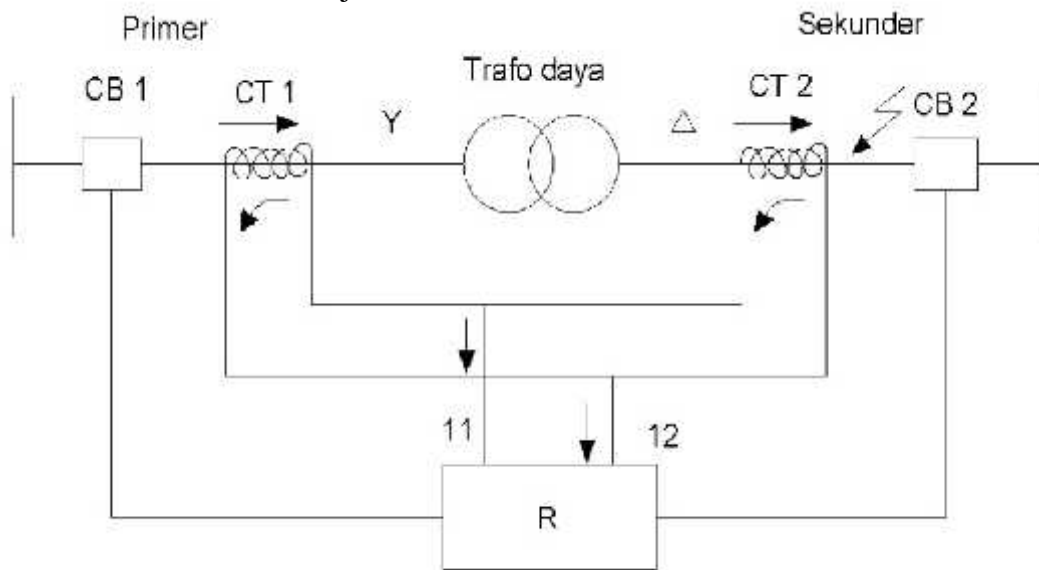 Primer
Sekunder
Trafo daya
CB 1
CT 1
Y
△
CT 2
CB 2
11
12
R